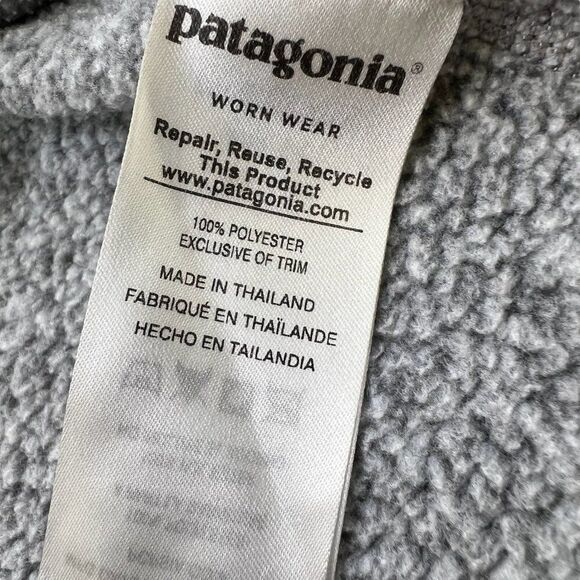 patagonia®
WORN WEAR
Repair, Reuse, Recycle
This Product
www.patagonia.com
100% POLYESTER
EXCLUSIVE OF TRIM
MADE IN THAILAND
FABRIQUÉ EN THAÏLANDE
HECHO EN TAILANDIA